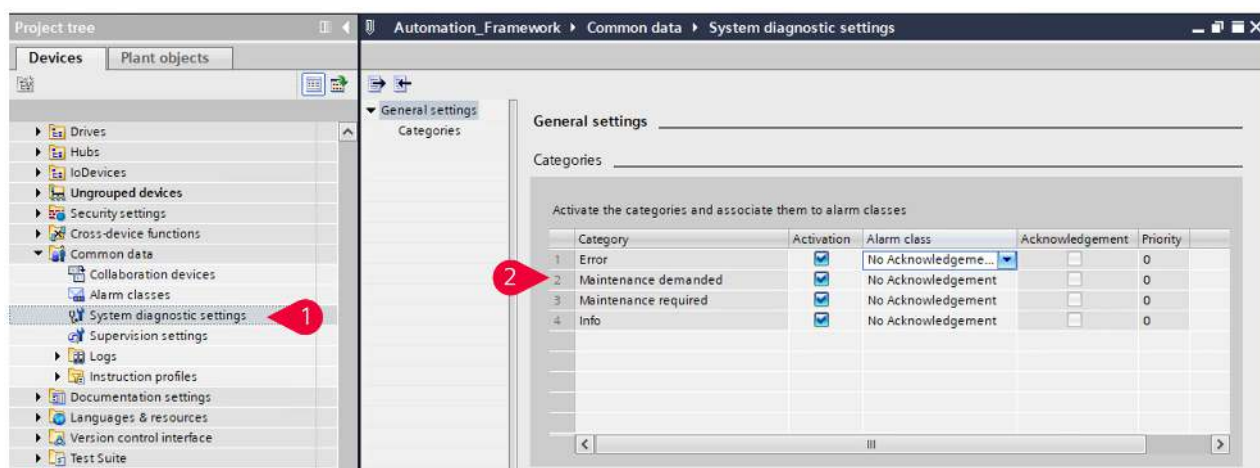 Project tree
Automation_Framework ▸ Common data ▸ System diagnostic settings
Devices
Plant objects
Drives
Hubs
IoDevices
Ungrouped devices
Security settings
Cross-device functions
Common data
Collaboration devices
Alarm classes
System diagnostic settings
1
Supervision settings
Logs
Instruction profiles
Documentation settings
Languages & resources
Version control interface
Test Suite
General settings
Categories
General settings
Categories
Activate the categories and associate them to alarm classes
Category Activation Alarm class Acknowledgement Priority
1 Error No Acknowledgeme... 0
2
2 Maintenance demanded No Acknowledgement 0
3 Maintenance required No Acknowledgement 0
4 Info No Acknowledgement 0